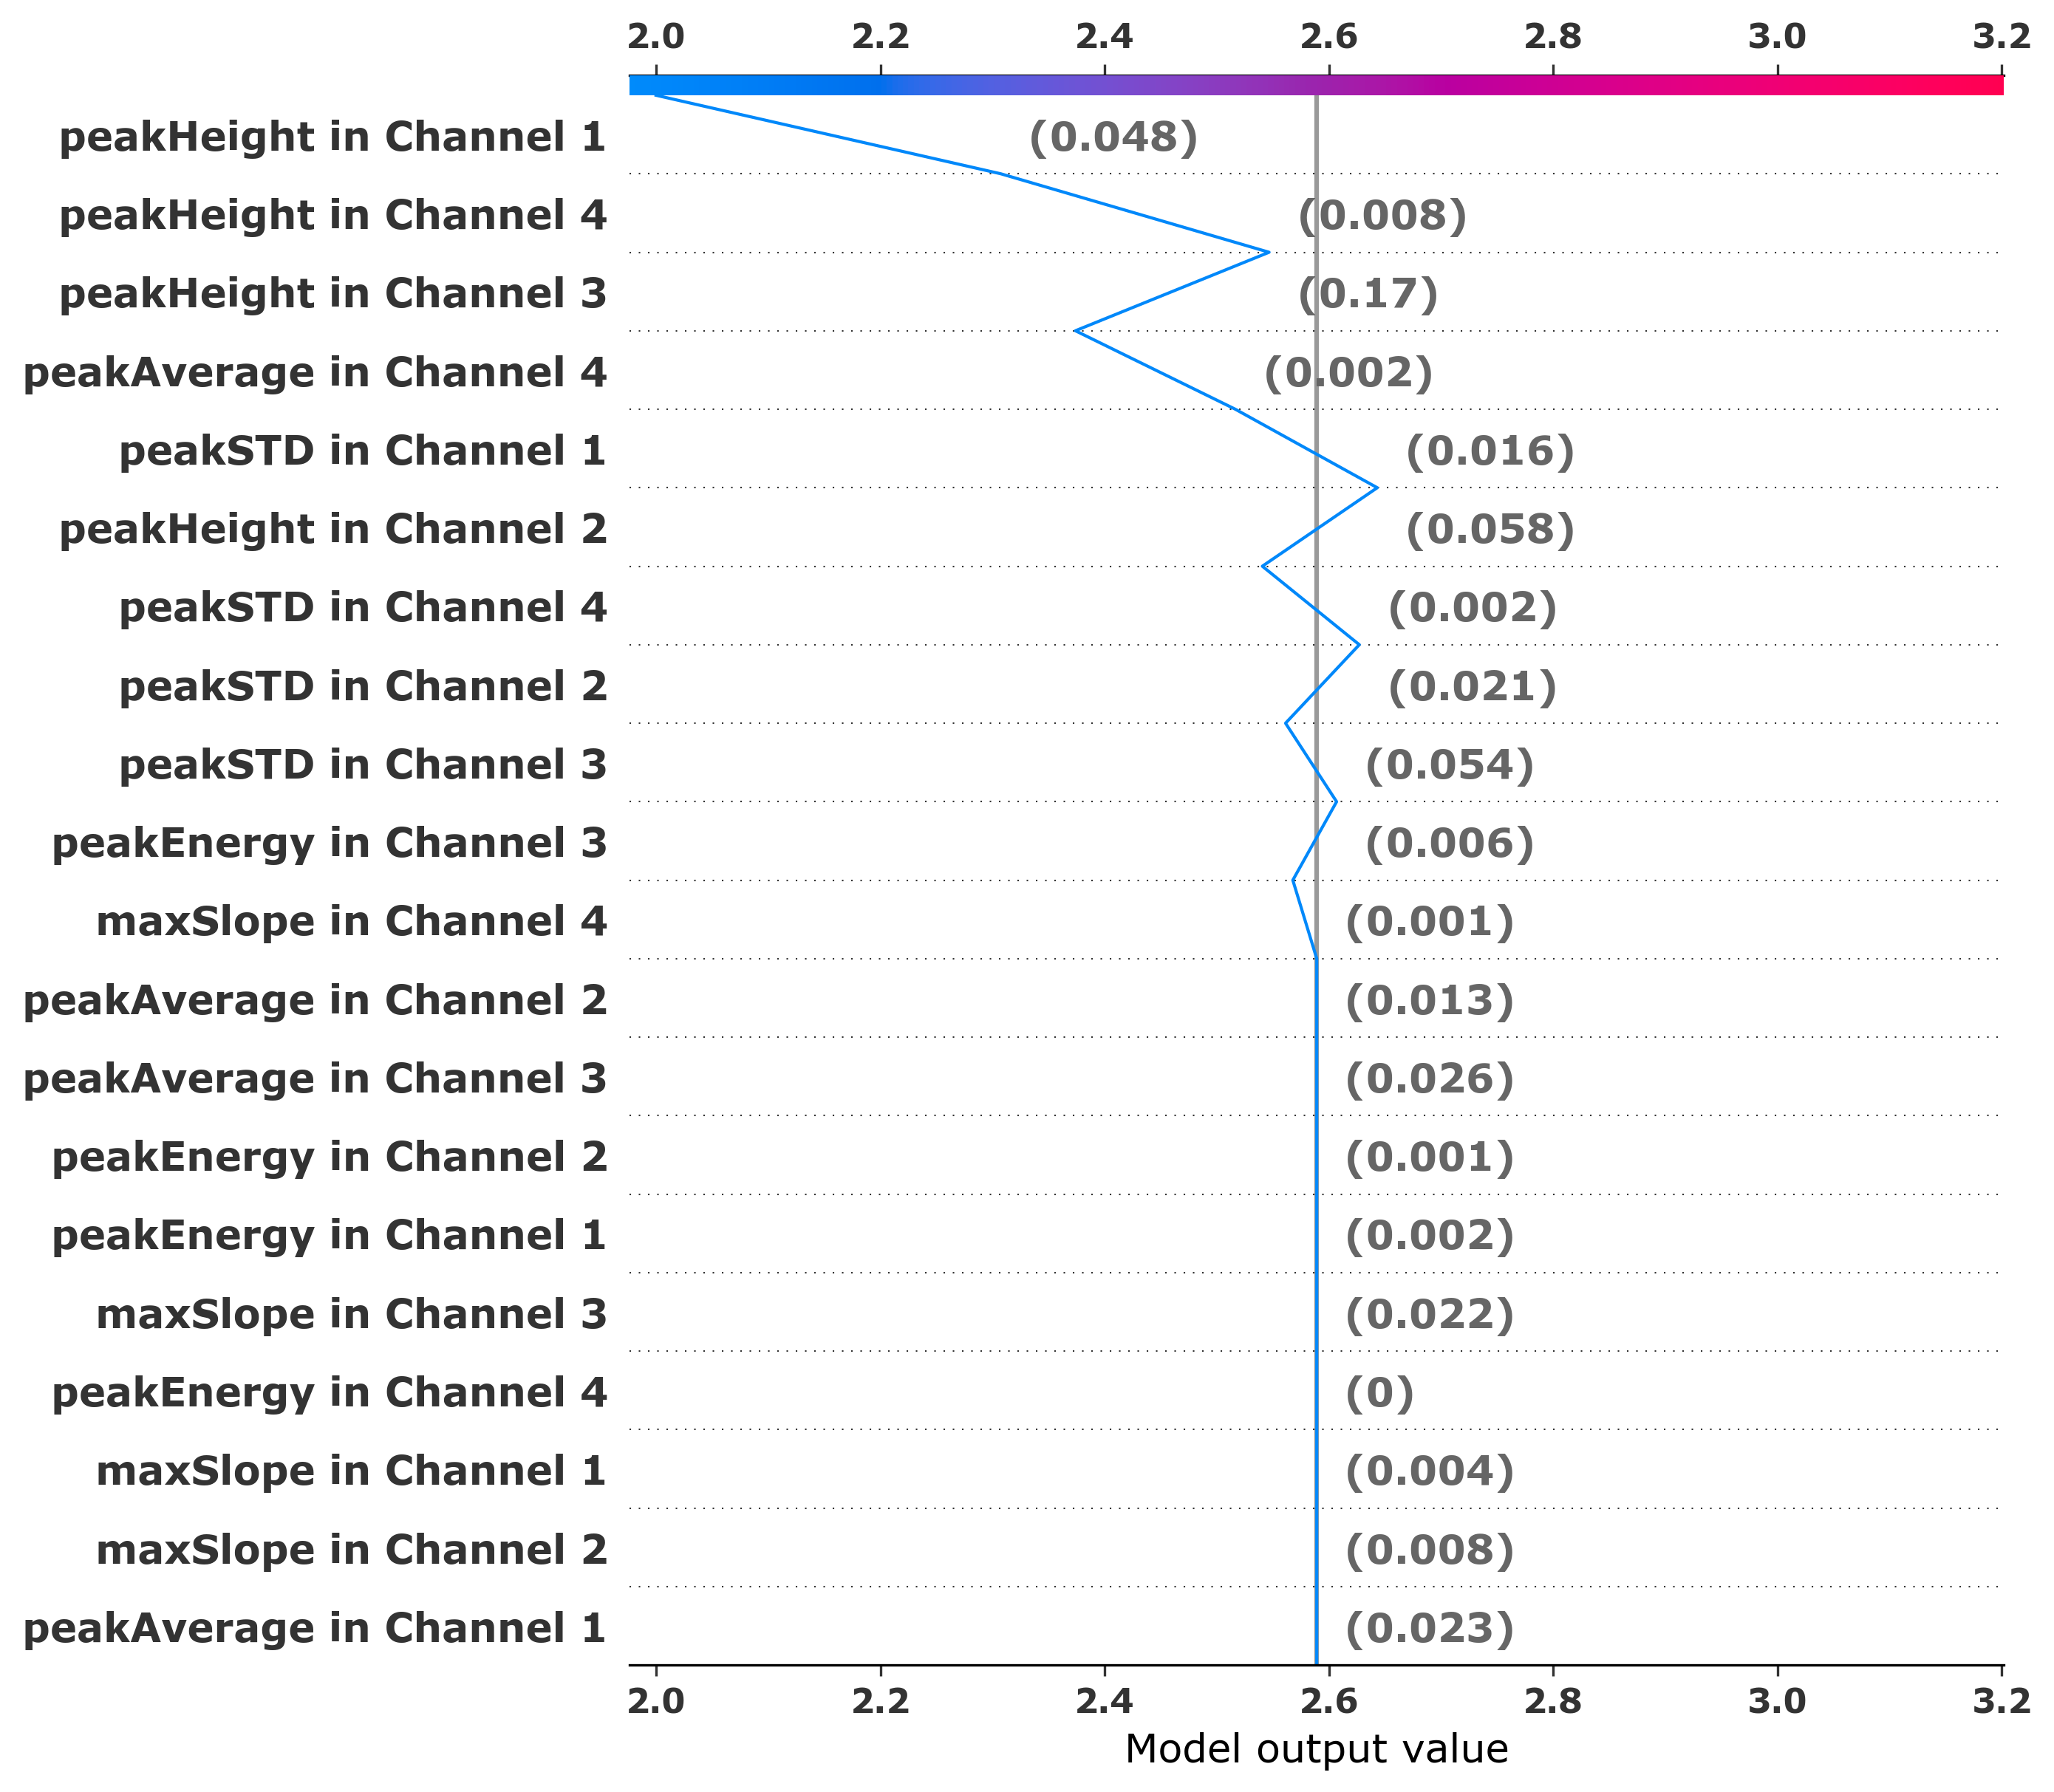 2.0 2.2 2.4 2.6 2.8 3.0 3.2
peakHeight in Channel 1 (0.048)
peakHeight in Channel 4 (0.008)
peakHeight in Channel 3 (0.17)
peakAverage in Channel 4 (0.002)
peakSTD in Channel 1 (0.016)
peakHeight in Channel 2 (0.058)
peakSTD in Channel 4 (0.002)
peakSTD in Channel 2 (0.021)
peakSTD in Channel 3 (0.054)
peakEnergy in Channel 3 (0.006)
maxSlope in Channel 4 (0.001)
peakAverage in Channel 2 (0.013)
peakAverage in Channel 3 (0.026)
peakEnergy in Channel 2 (0.001)
peakEnergy in Channel 1 (0.002)
maxSlope in Channel 3 (0.022)
peakEnergy in Channel 4 (0)
maxSlope in Channel 1 (0.004)
maxSlope in Channel 2 (0.008)
peakAverage in Channel 1 (0.023)
2.0 2.2 2.4 2.6 2.8 3.0 3.2
Model output value